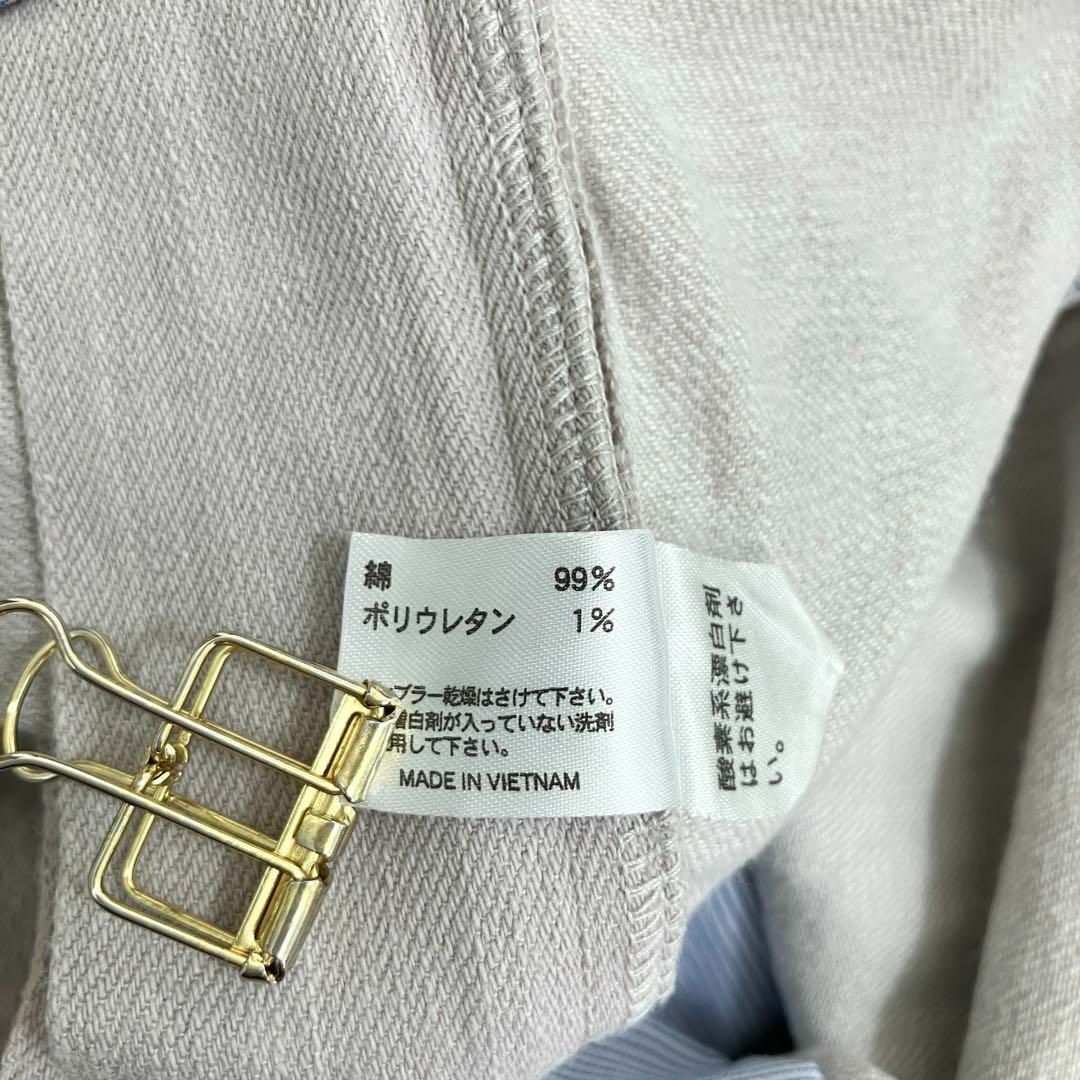 綿 99%
ポリウレタン 1%
ブラー乾燥はさけて下さい。
白剤が入っていない洗剤
用して下さい。
MADE IN VIETNAM
酸素系漂白剤
はお避け下さ
い。